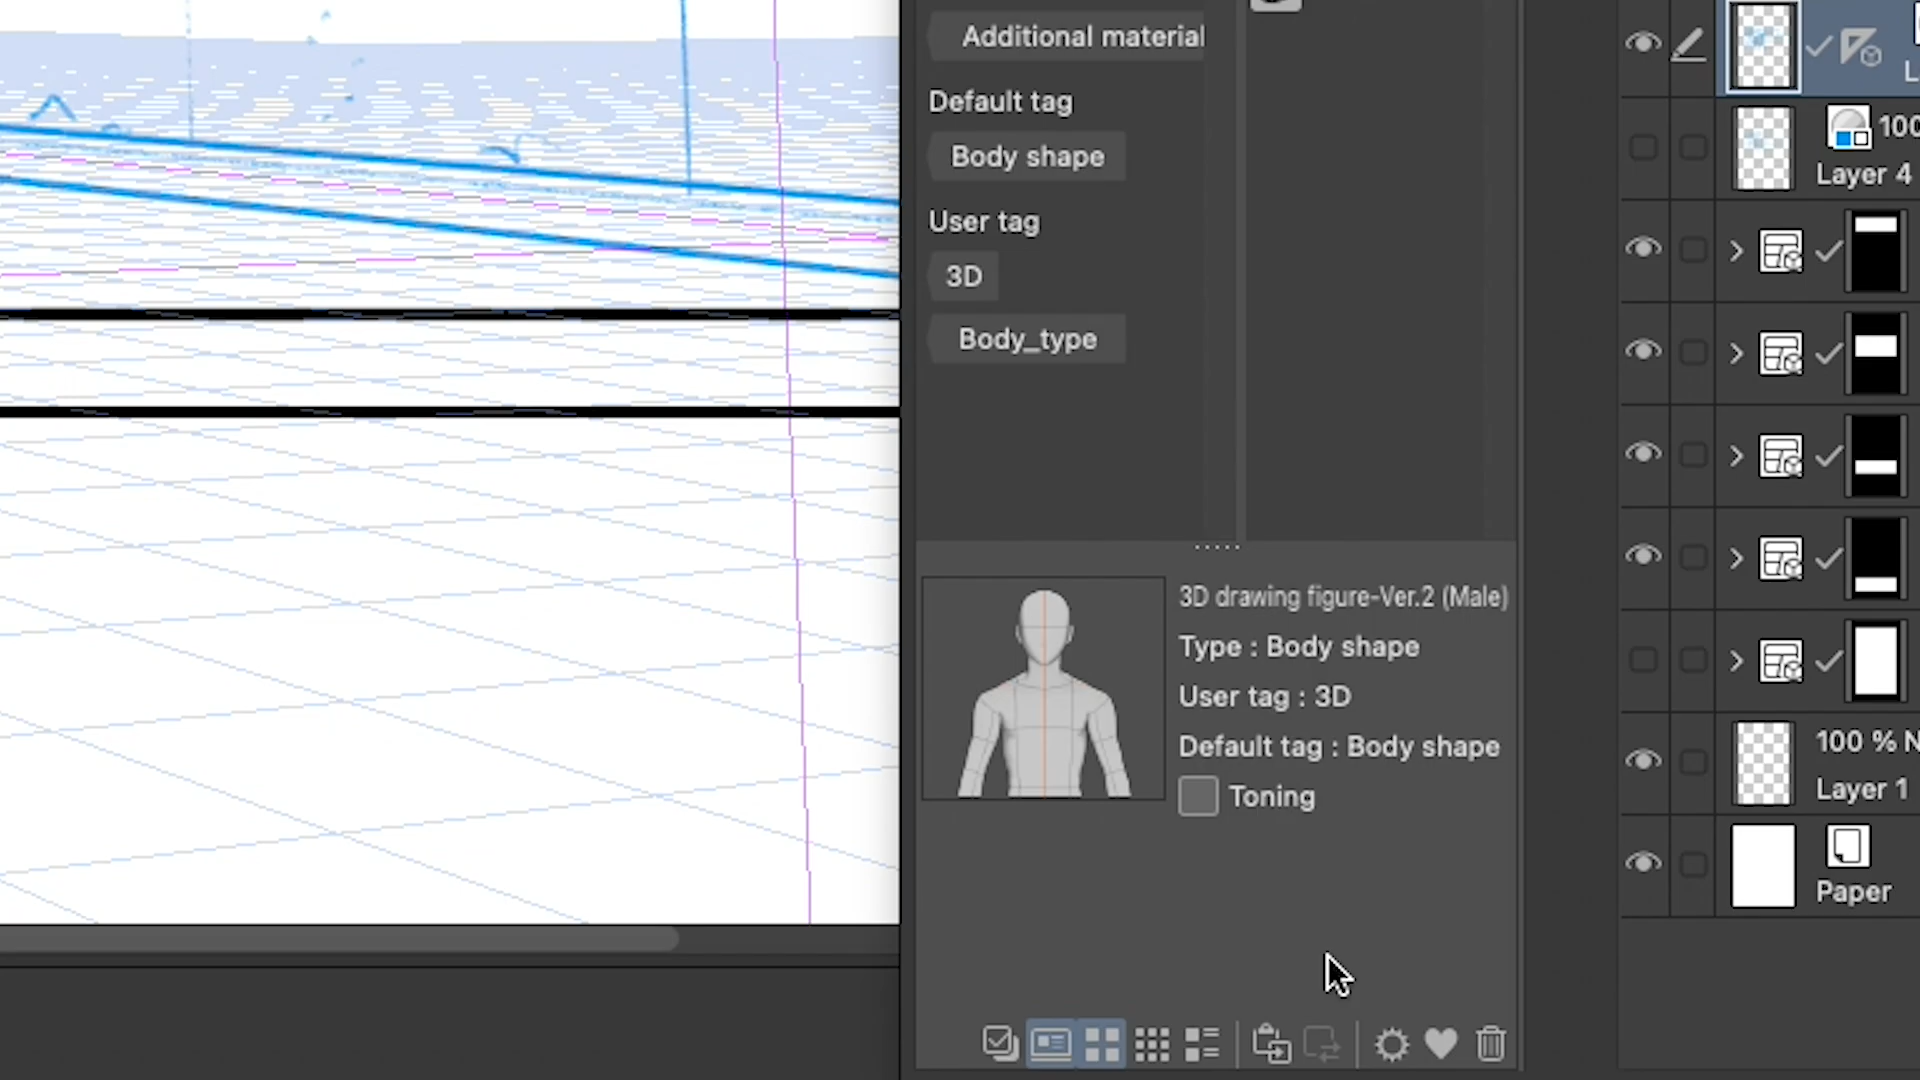 Additional material
Default tag
Body shape
User tag
3D
Body_type
3D drawing figure-Ver.2 (Male)
Type : Body shape
User tag : 3D
Default tag : Body shape
Toning
L
100
Layer 4
100 % N
Layer 1
Paper